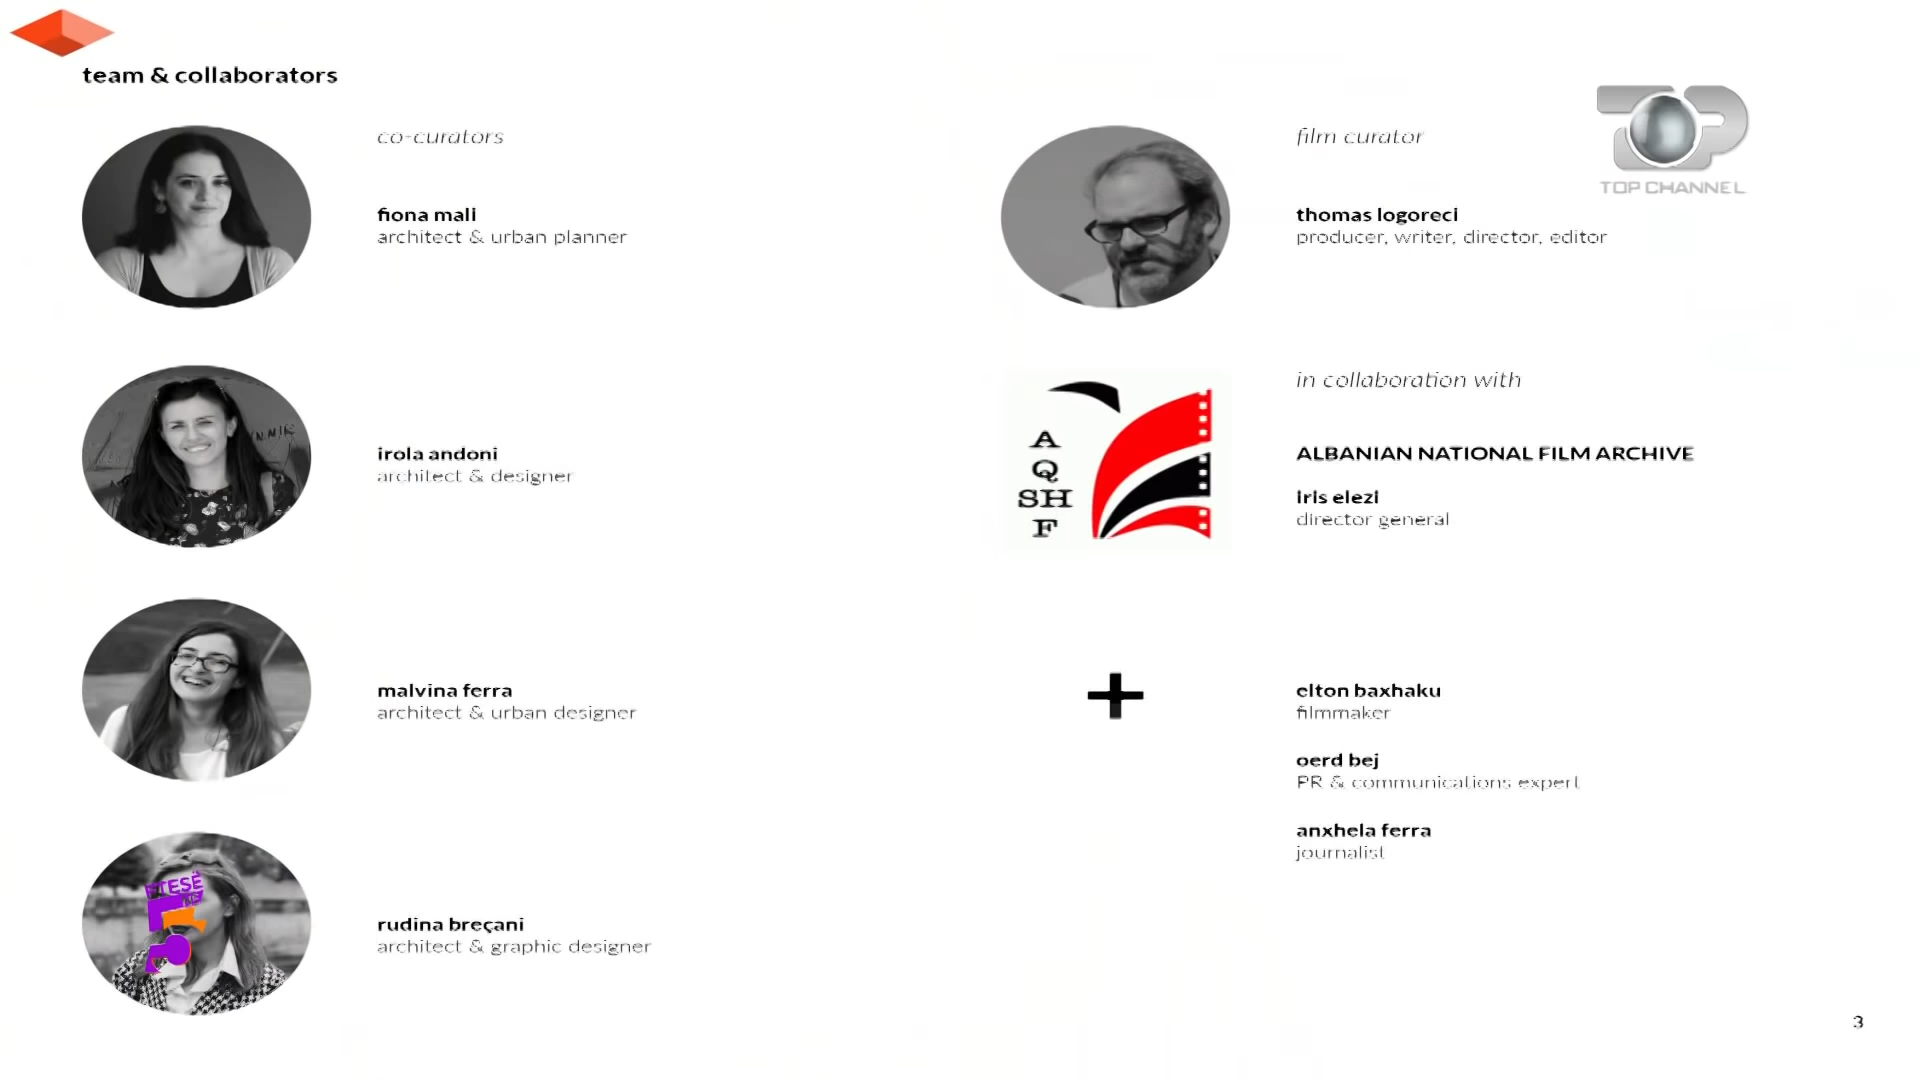 team & collaborators
co-curators
fiona mali
architect & urban planner
irola andoni
architect & designer
malvina ferra
architect & urban designer
FTESË
rudina breçani
architect & graphic designer
film curator
TOP CHANNEL
thomas logoreci
producer, writer, director, editor
A
Q
SH
F
in collaboration with
ALBANIAN NATIONAL FILM ARCHIVE
iris elezi
director general
+
elton baxhaku
filmmaker
oerd bej
PR & communications expert
anxhela ferra
journalist
3